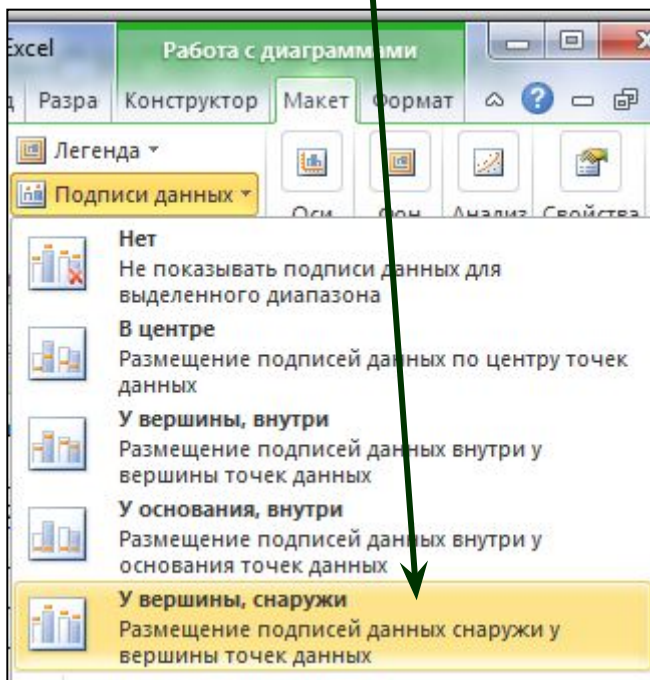 Excel Работа с диаграммами
Разра Конструктор Макет Формат
Легенда
Подписи данных Оси Фон Анализ Свойства
Нет
Не показывать подписи данных для
выделенного диапазона
В центре
Размещение подписей данных по центру точек
данных
У вершины, внутри
Размещение подписей данных внутри у
вершины точек данных
У основания, внутри
Размещение подписей данных внутри у
основания точек данных
У вершины, снаружи
Размещение подписей данных снаружи у
вершины точек данных